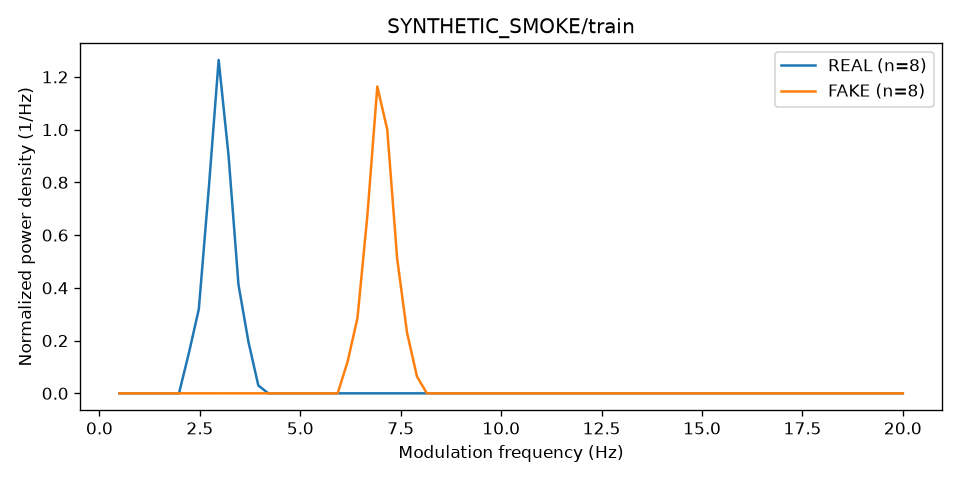 SYNTHETIC_SMOKE/train
REAL (n=8)
FAKE (n=8)
Normalized power density (1/Hz)
1.2
1.0
0.8
0.6
0.4
0.2
0.0
0.0 2.5 5.0 7.5 10.0 12.5 15.0 17.5 20.0
Modulation frequency (Hz)